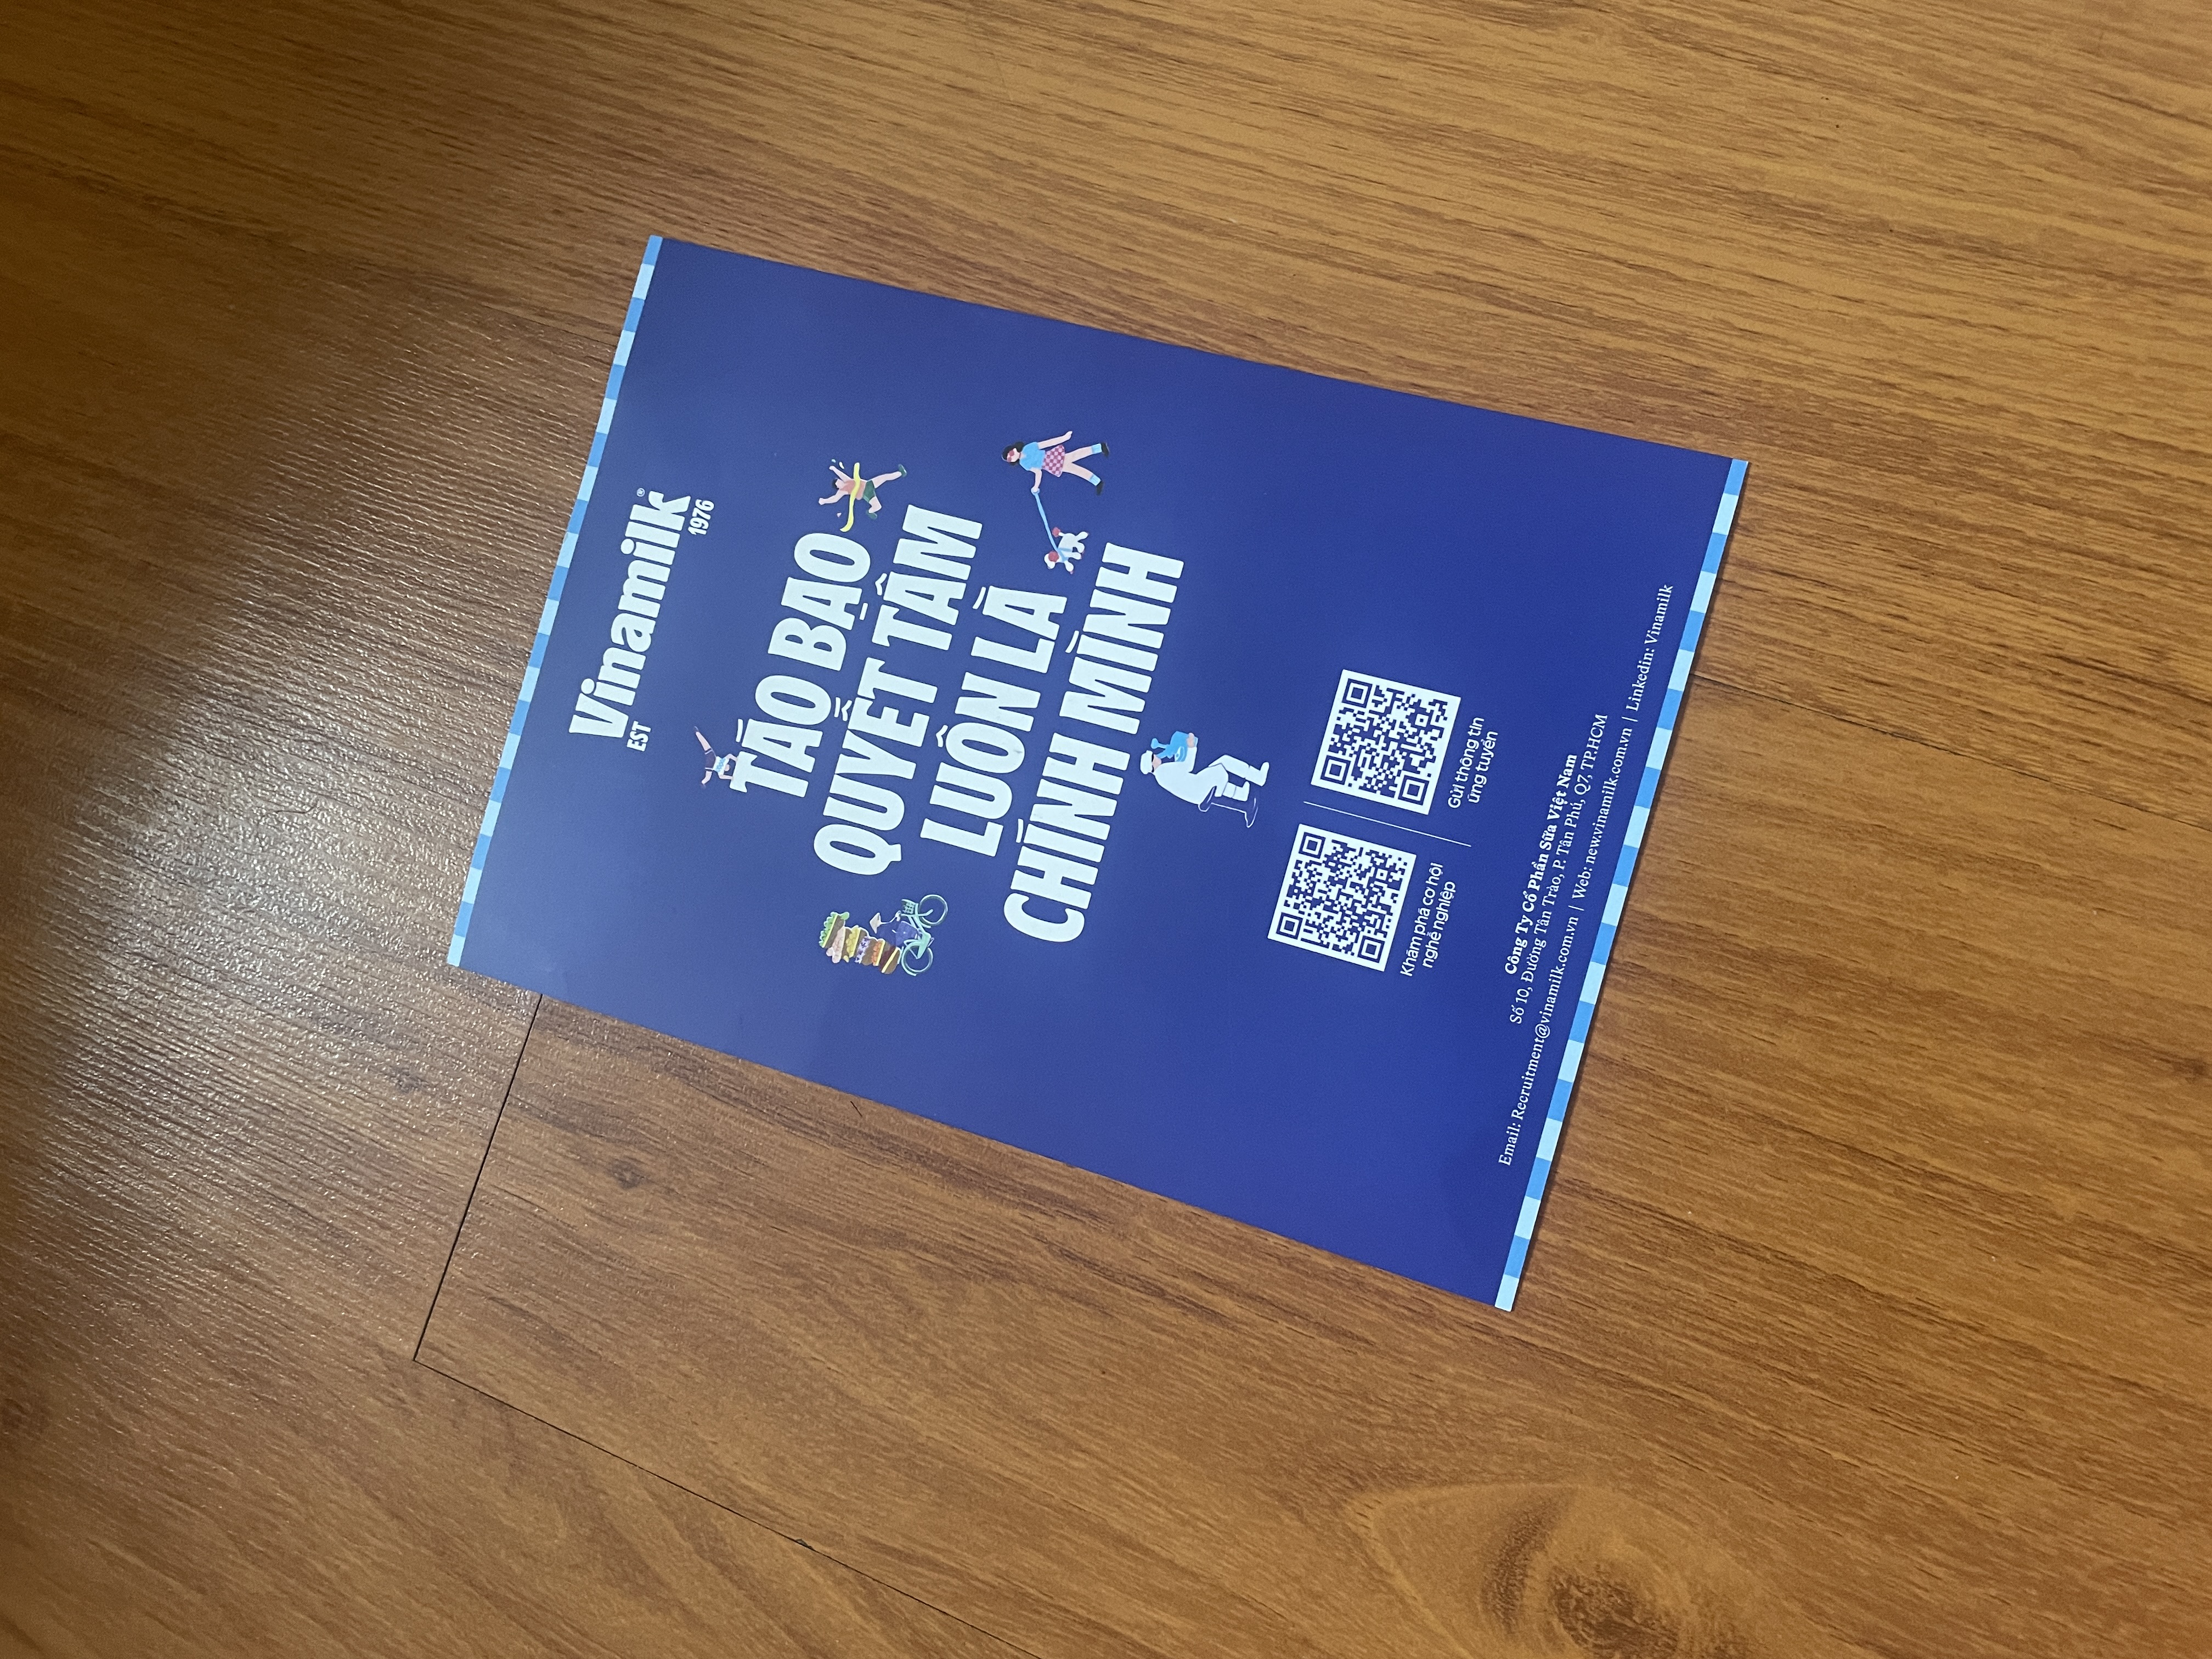 Vinamilk®
EST
1976
TÁO BẠO
QUYẾT TÂM
LUÔN LÀ
CHÍNH MÌNH
Khám phá cơ hội
nghề nghiệp
Gửi thông tin
ứng tuyển
Công Ty Cổ Phần Sữa Việt Nam
Số 10, Đường Tân Trào, P. Tân Phú, Q7, TP.HCM
Email: Recruitment@vinamilk.com.vn | Web: new.vinamilk.com.vn | Linkedin: Vinamilk